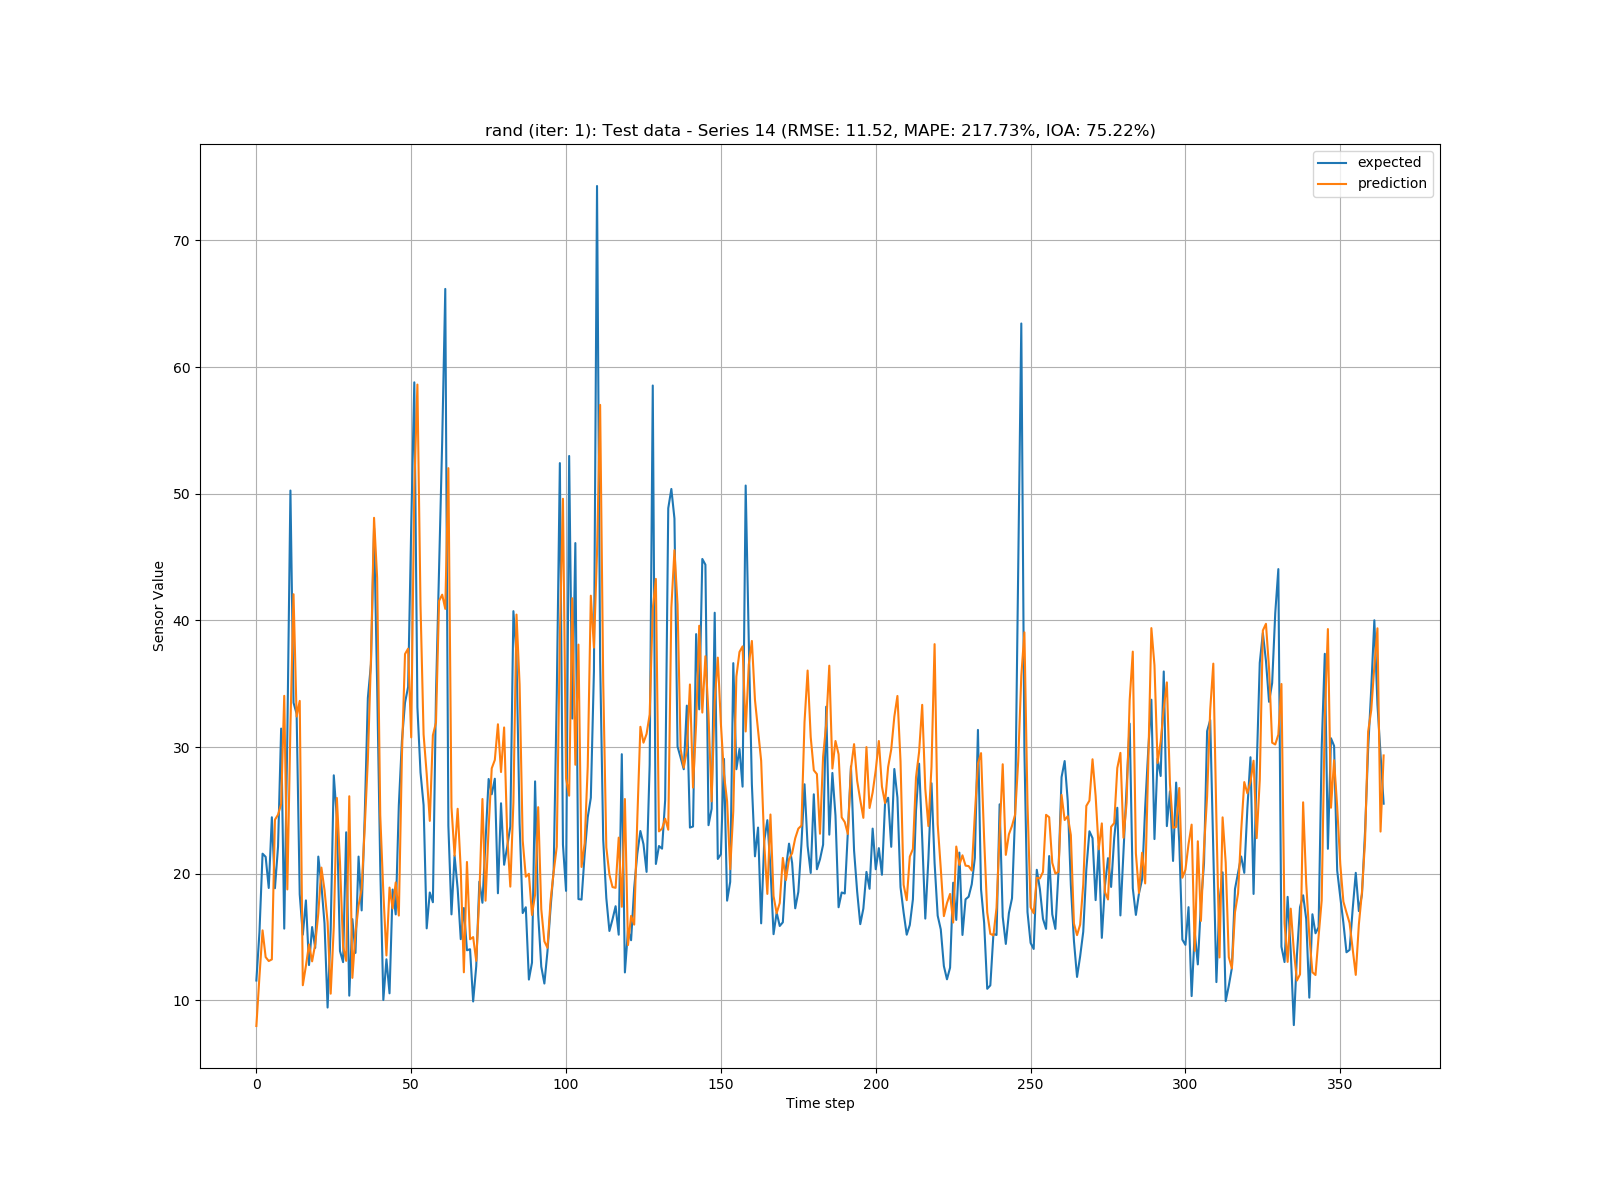 rand (iter: 1): Test data - Series 14 (RMSE: 11.52, MAPE: 217.73%, IOA: 75.22%)
expected
prediction
70
60
50
40
30
20
10
Sensor Value
0 50 100 150 200 250 300 350
Time step